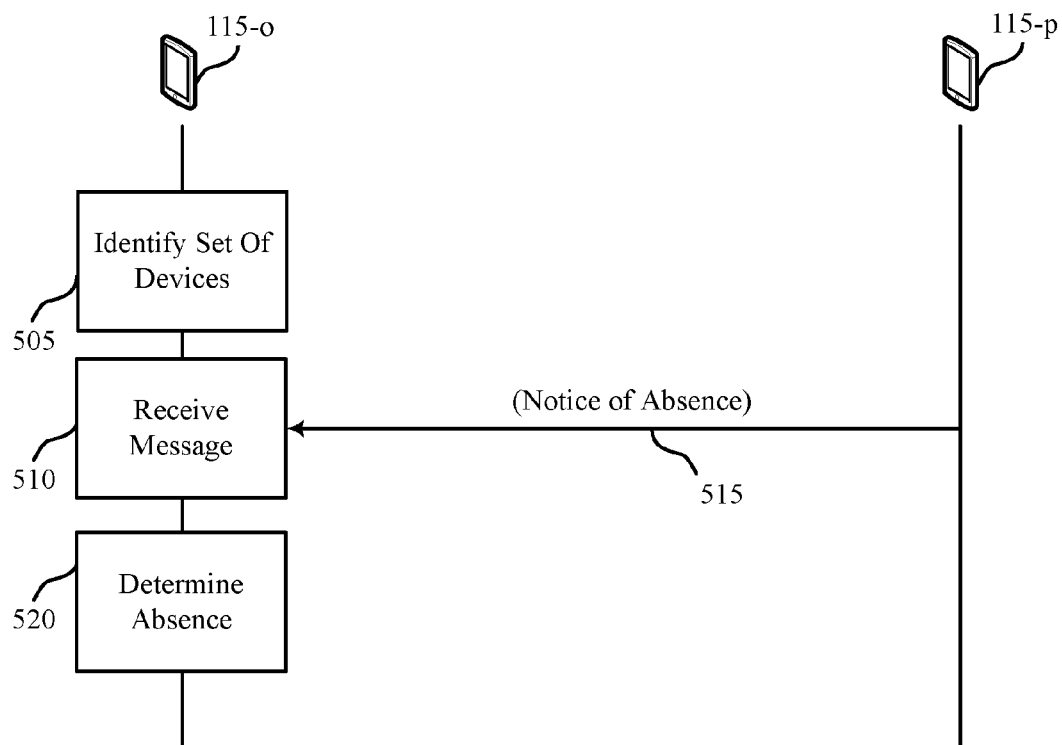 115-o
115-p
Identify Set Of
Devices
505
Receive
Message
510
(Notice of Absence)
515
Determine
Absence
520